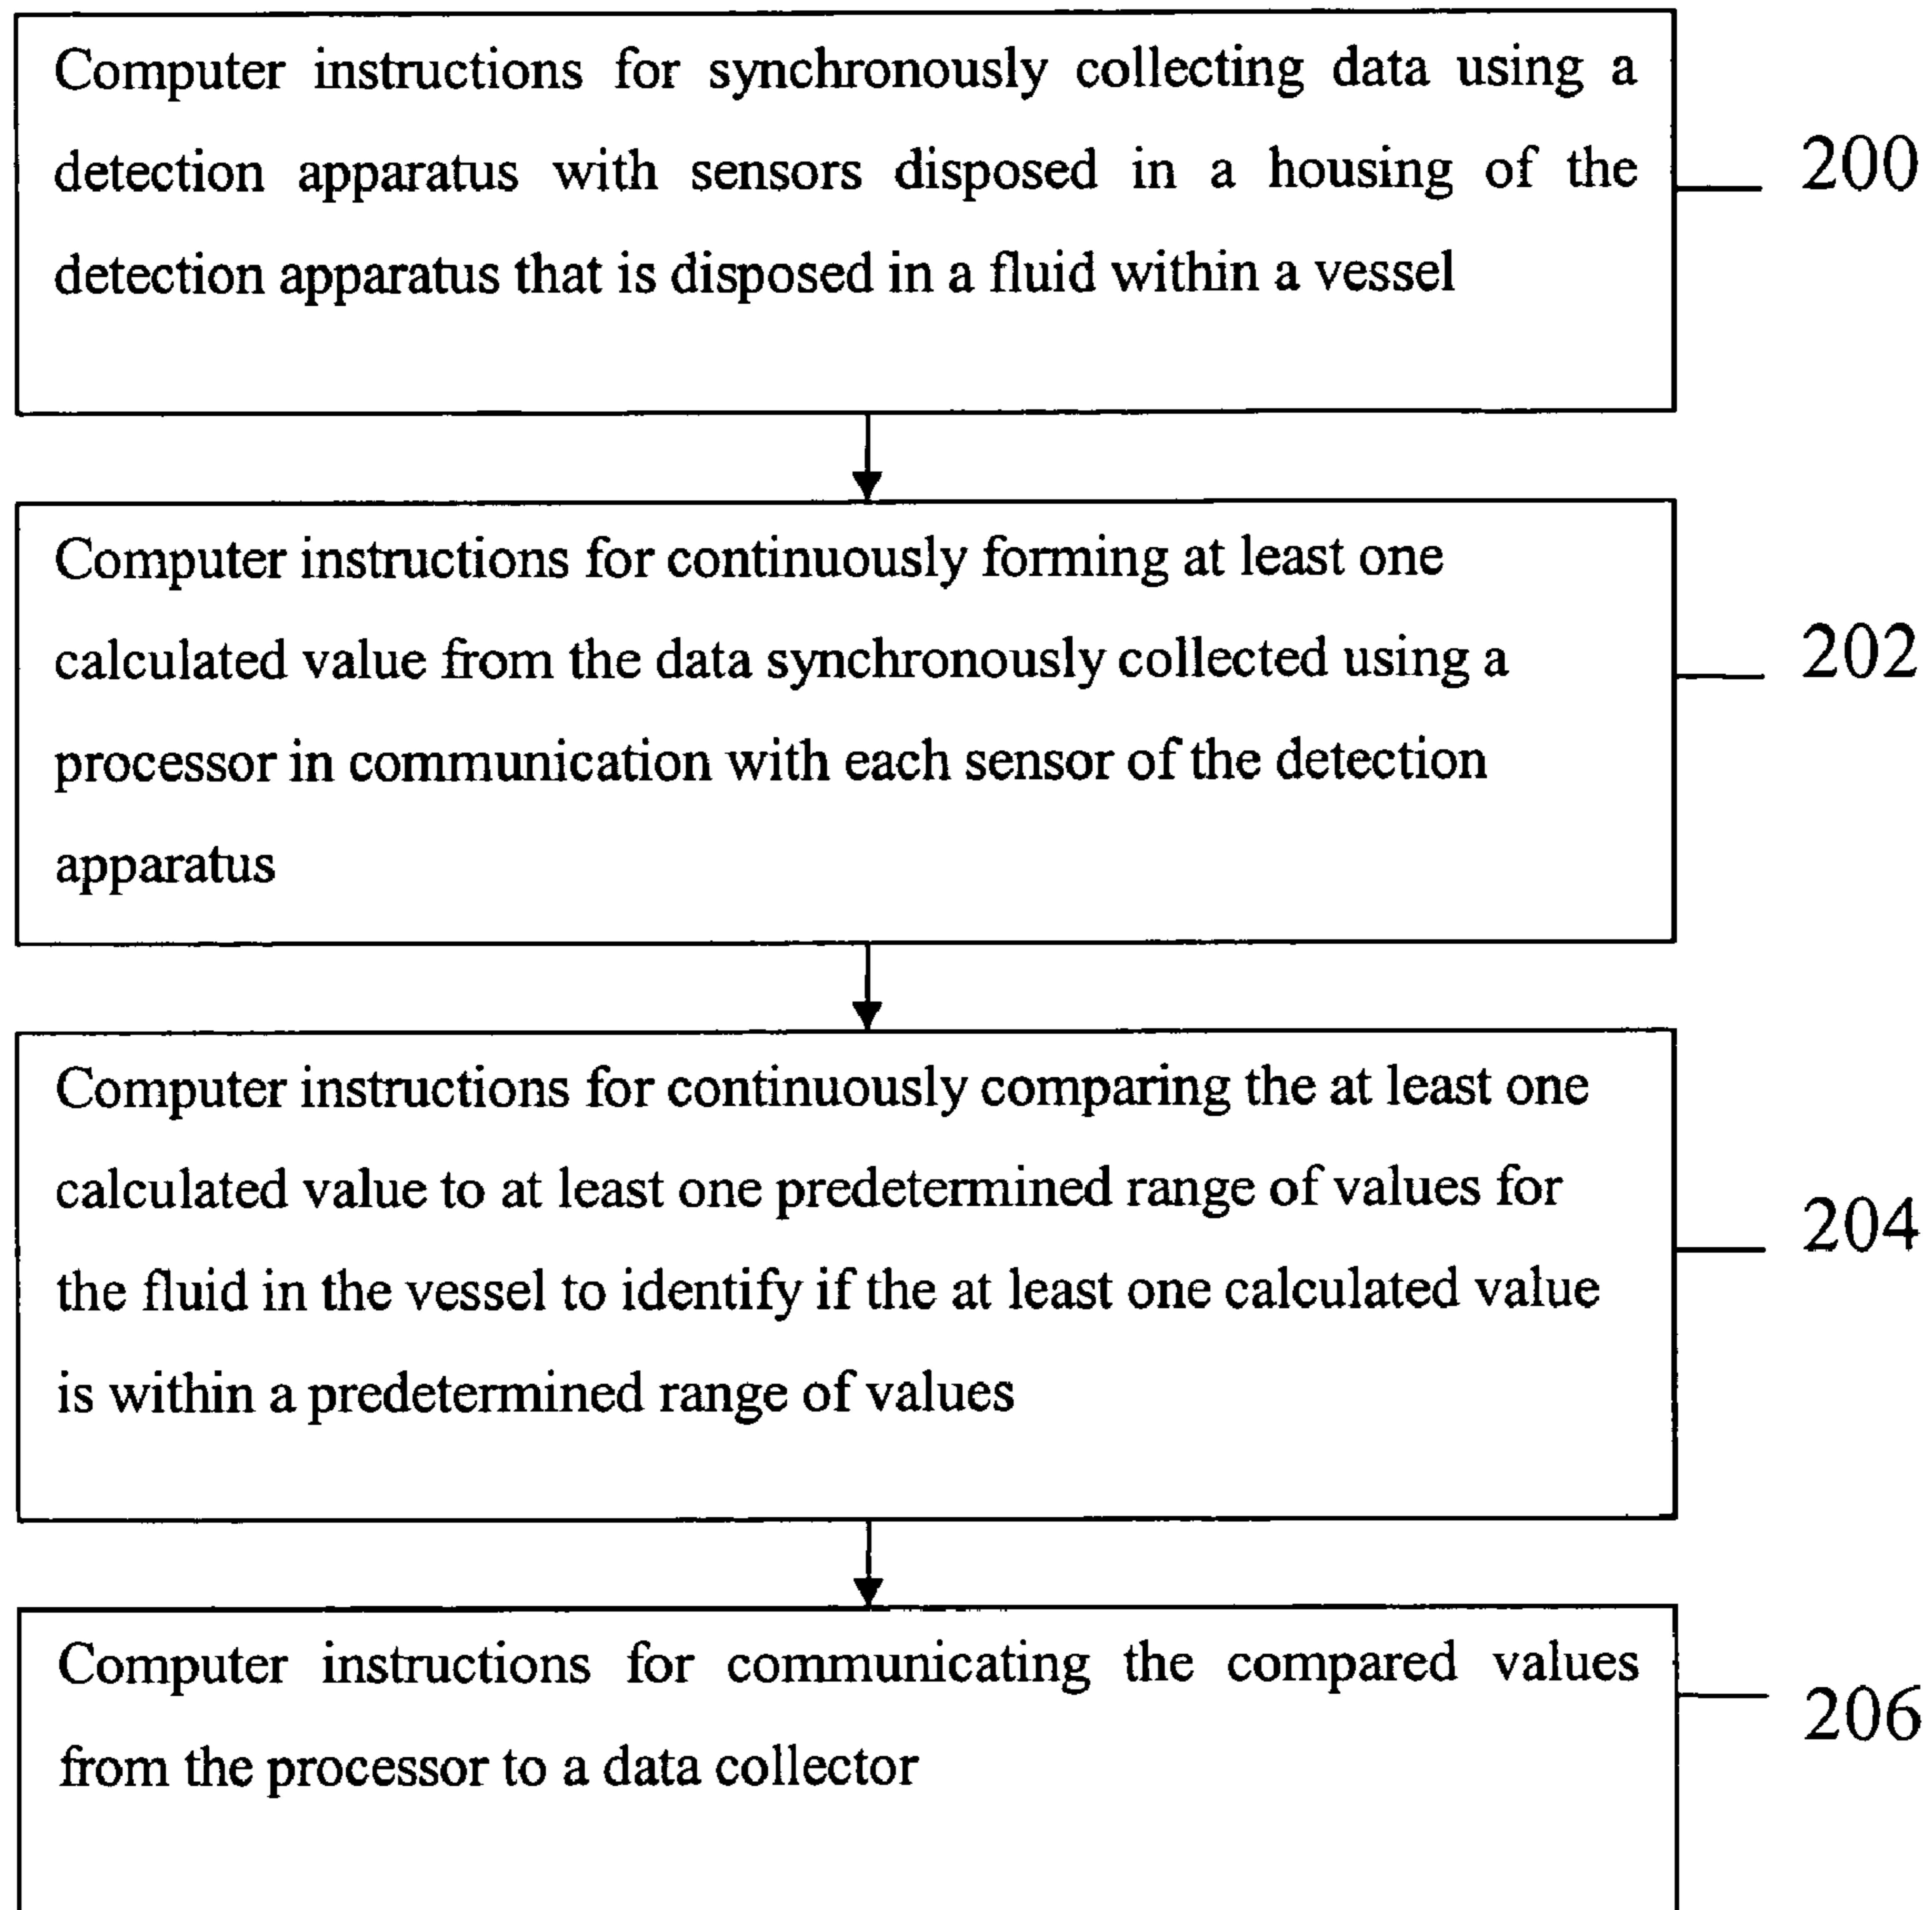 Computer instructions for synchronously collecting data using a
detection apparatus with sensors disposed in a housing of the
detection apparatus that is disposed in a fluid within a vessel
200
Computer instructions for continuously forming at least one
calculated value from the data synchronously collected using a
processor in communication with each sensor of the detection
apparatus
202
Computer instructions for continuously comparing the at least one
calculated value to at least one predetermined range of values for
the fluid in the vessel to identify if the at least one calculated value
is within a predetermined range of values
204
Computer instructions for communicating the compared values
from the processor to a data collector
206